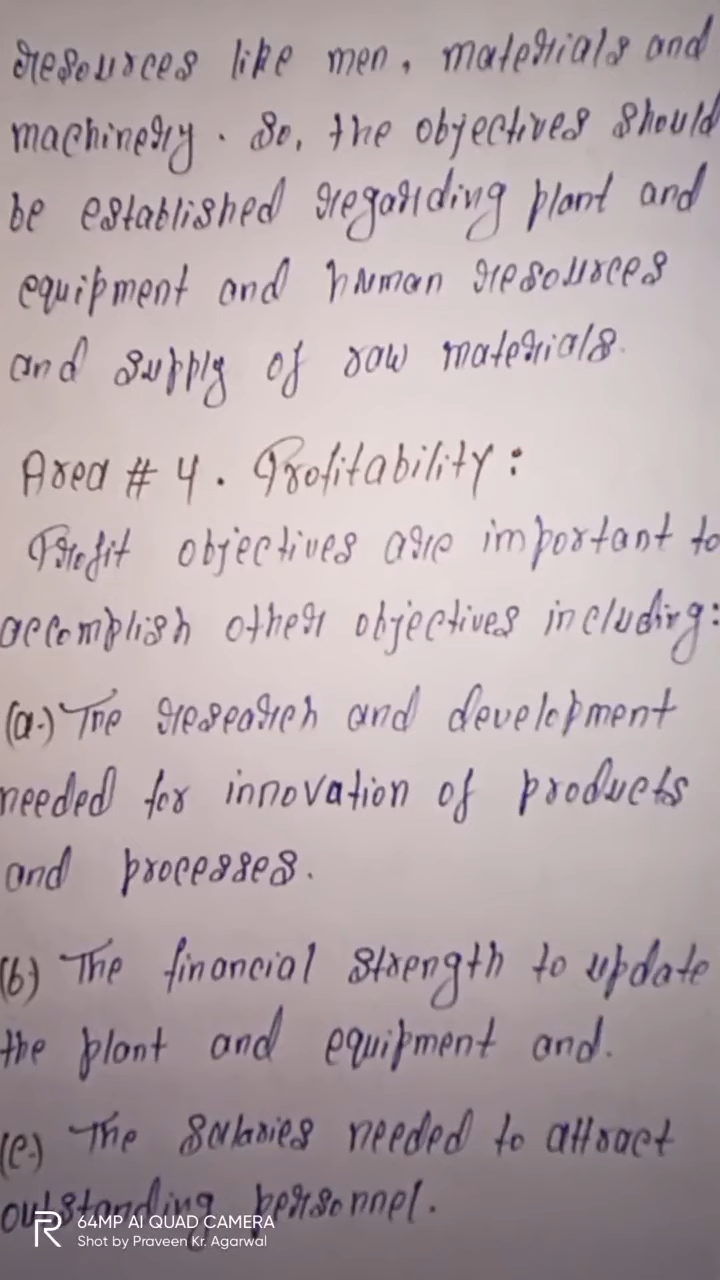 resources like men, materials and
machinery. So, the objectives should
be established regarding plant and
equipment and human resources
and supply of raw materials.
Area # 4. Profitability:
Profit objectives are important to
accomplish other objectives including:
(a.) The research and development
needed for innovation of products
and processes.
(b) The financial strength to update
the plant and equipment and.
(c.) The salaries needed to attract
outstanding personnel.
64MP AI QUAD CAMERA
Shot by Praveen Kr. Agarwal